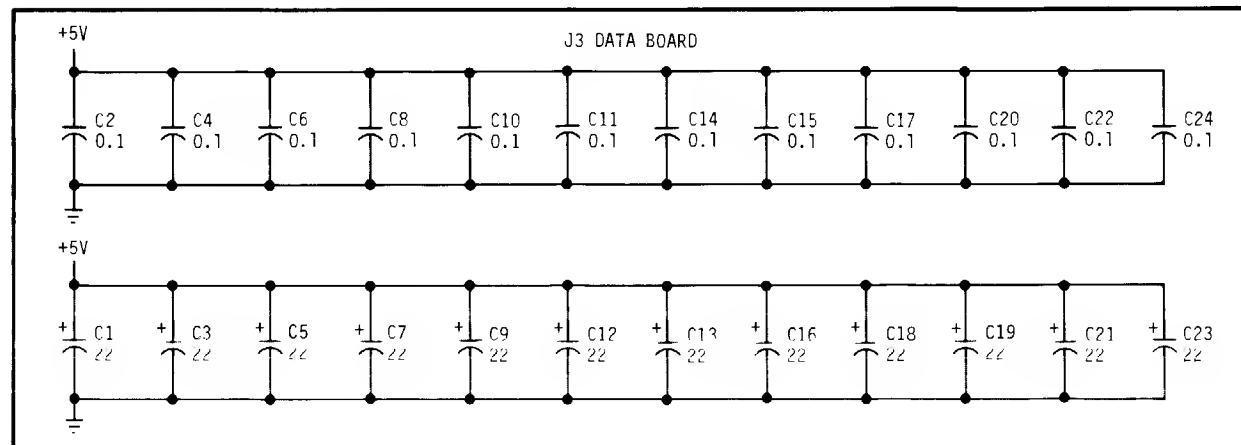 +5V
J3 DATA BOARD
C2 C4 C6 C8 C10 C11 C14 C15 C17 C20 C22 C24
0.1 0.1 0.1 0.1 0.1 0.1 0.1 0.1 0.1 0.1 0.1 0.1
+5V
+ C1 + C3 + C5 + C7 + C9 + C12 + C13 + C16 + C18 + C19 + C21 + C23
22 22 22 22 22 22 22 22 22 22 22 22